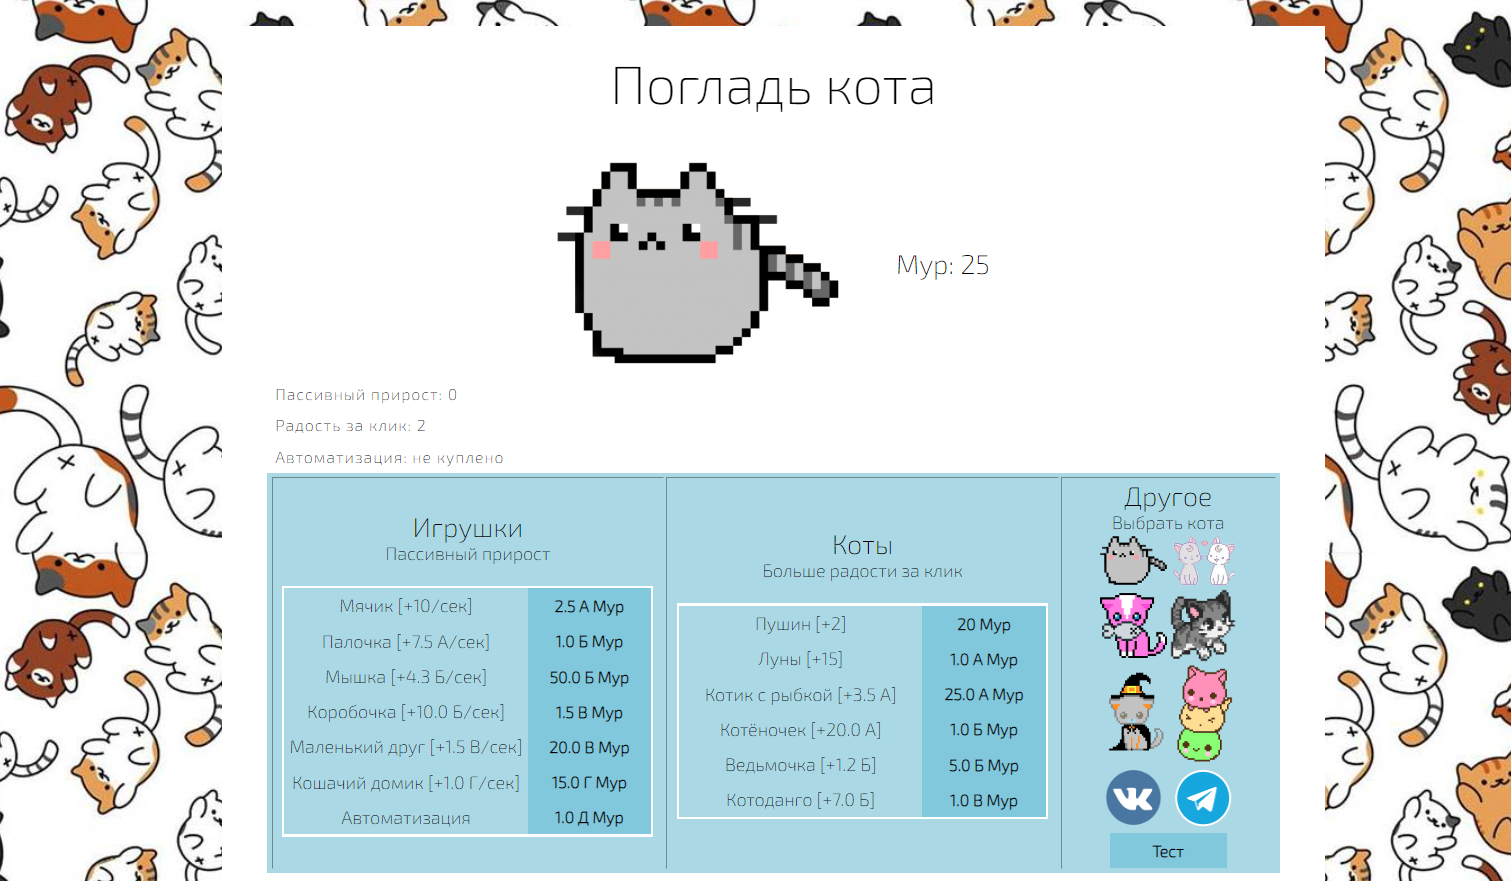 Погладь кота
Мур: 25
Пассивный прирост: 0
Радость за клик: 2
Автоматизация: не куплено
Игрушки
Пассивный прирост
Мячик [+10/сек] 2.5 А Мур
Палочка [+7.5 А/сек] 1.0 Б Мур
Мышка [+4.3 Б/сек] 50.0 Б Мур
Коробочка [+10.0 Б/сек] 1.5 В Мур
Маленький друг [+1.5 В/сек] 20.0 В Мур
Кошачий домик [+1.0 Г/сек] 15.0 Г Мур
Автоматизация 1.0 Д Мур
Коты
Больше радости за клик
Пушин [+2] 20 Мур
Луны [+15] 1.0 А Мур
Котик с рыбкой [+3.5 А] 25.0 А Мур
Котёночек [+20.0 А] 1.0 Б Мур
Ведьмочка [+1.2 Б] 5.0 Б Мур
Котоданго [+7.0 Б] 1.0 В Мур
Другое
Выбрать кота
Тест